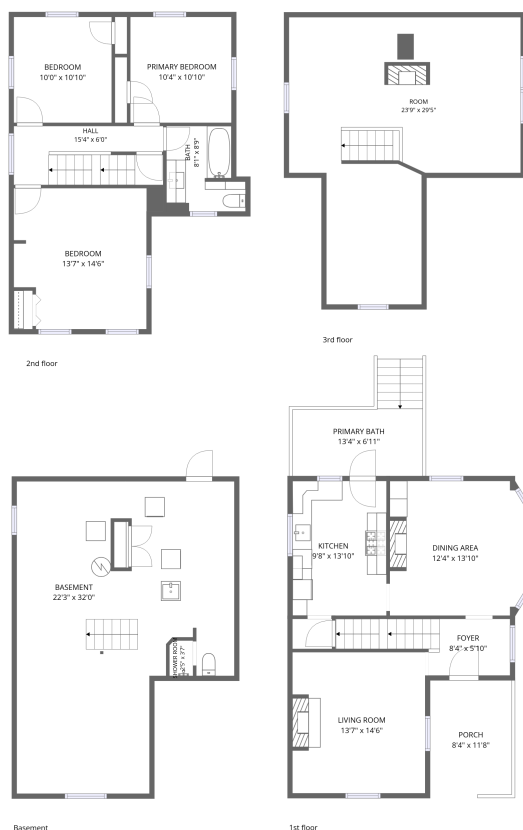 BEDROOM
10'0" x 10'10"
PRIMARY BEDROOM
10'4" x 10'10"
HALL
15'4" x 6'0"
BATH
8'1" x 8'9"
BEDROOM
13'7" x 14'6"
2nd floor
ROOM
23'9" x 29'5"
3rd floor
BASEMENT
22'3" x 32'0"
SHOWER ROOM
3'7"
Basement
PRIMARY BATH
13'4" x 6'11"
KITCHEN
9'8" x 13'10"
DINING AREA
12'4" x 13'10"
FOYER
8'4" x 5'10"
LIVING ROOM
13'7" x 14'6"
PORCH
8'4" x 11'8"
1st floor